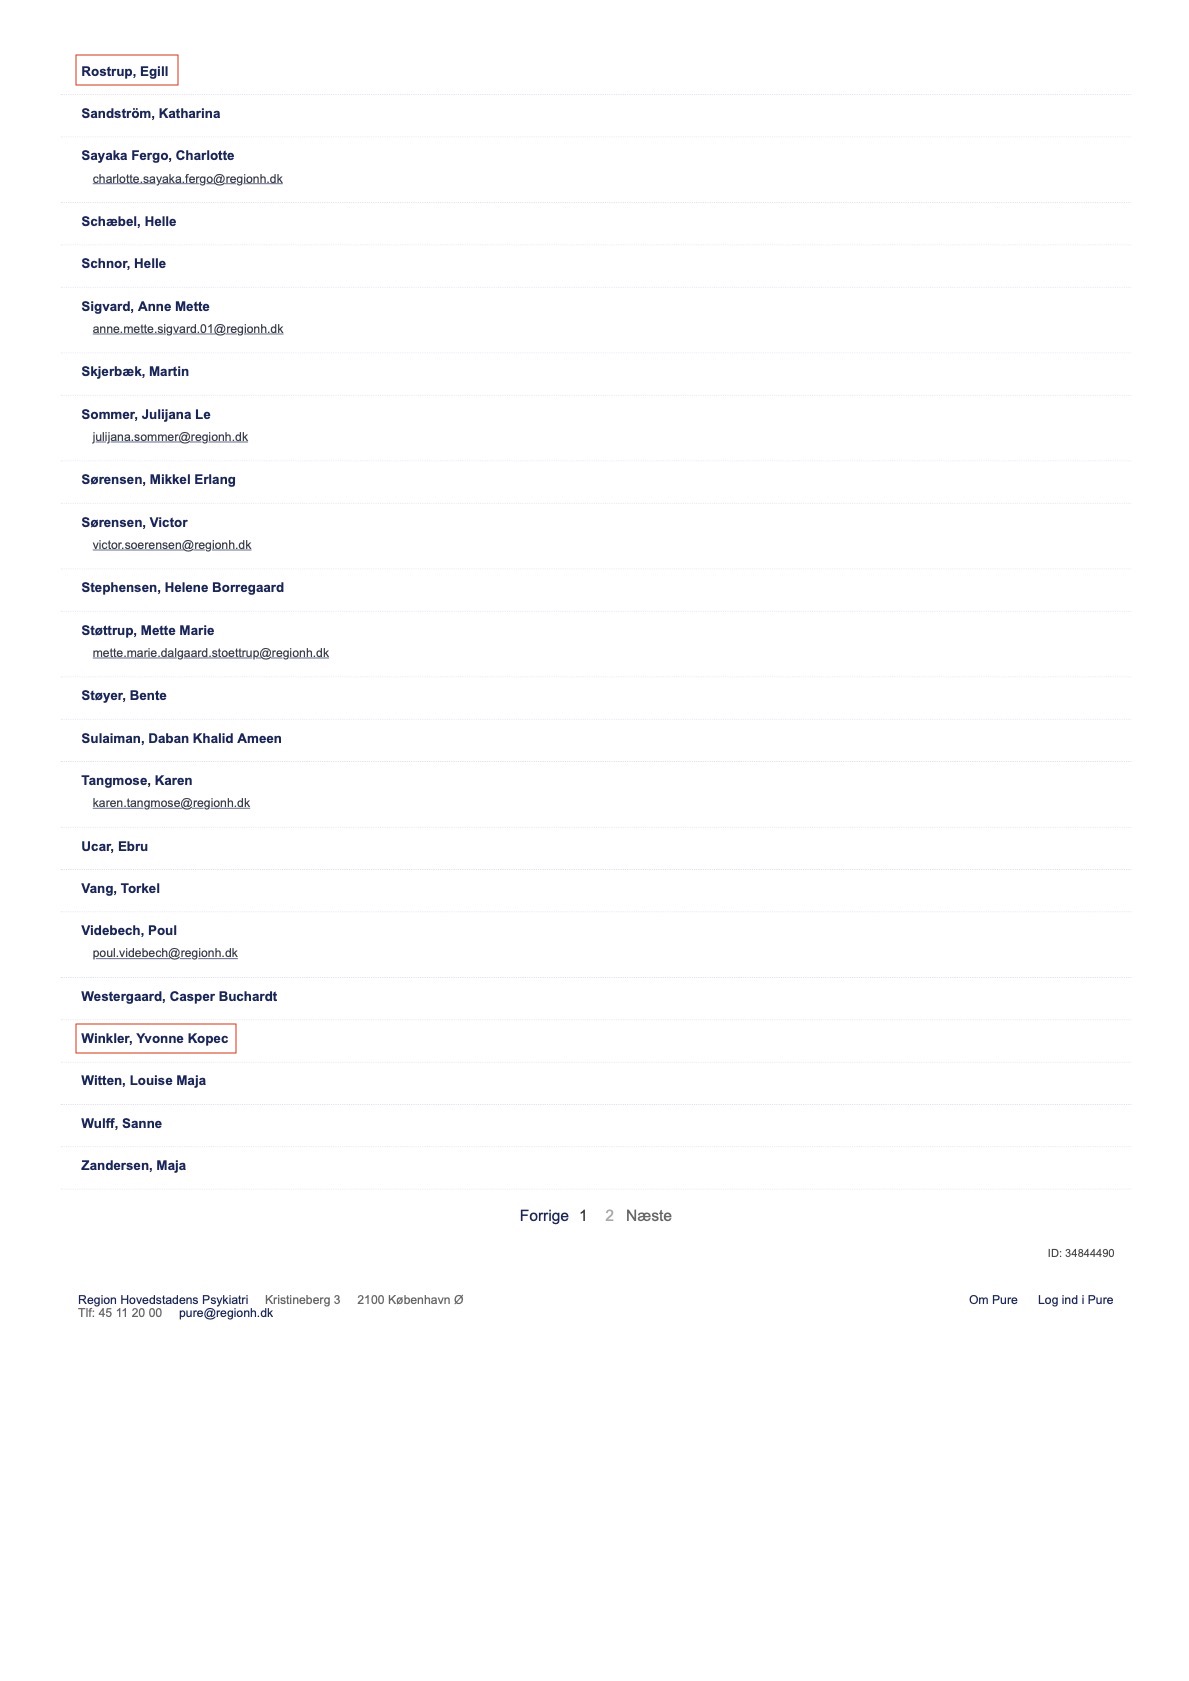 Rostrup, Egill
Sandström, Katharina
Sayaka Fergo, Charlotte
charlotte.sayaka.fergo@regionh.dk
Schæbel, Helle
Schnor, Helle
Sigvard, Anne Mette
anne.mette.sigvard.01@regionh.dk
Skjerbæk, Martin
Sommer, Julijana Le
julijana.sommer@regionh.dk
Sørensen, Mikkel Erlang
Sørensen, Victor
victor.soerensen@regionh.dk
Stephensen, Helene Borregaard
Støttrup, Mette Marie
mette.marie.dalgaard.stoettrup@regionh.dk
Støyer, Bente
Sulaiman, Daban Khalid Ameen
Tangmose, Karen
karen.tangmose@regionh.dk
Ucar, Ebru
Vang, Torkel
Videbech, Poul
poul.videbech@regionh.dk
Westergaard, Casper Buchardt
Winkler, Yvonne Kopec
Witten, Louise Maja
Wulff, Sanne
Zandersen, Maja
Forrige 1 2 Næste
ID: 34844490
Region Hovedstadens Psykiatri Kristineberg 3 2100 København Ø Om Pure Log ind i Pure
Tlf: 45 11 20 00 pure@regionh.dk